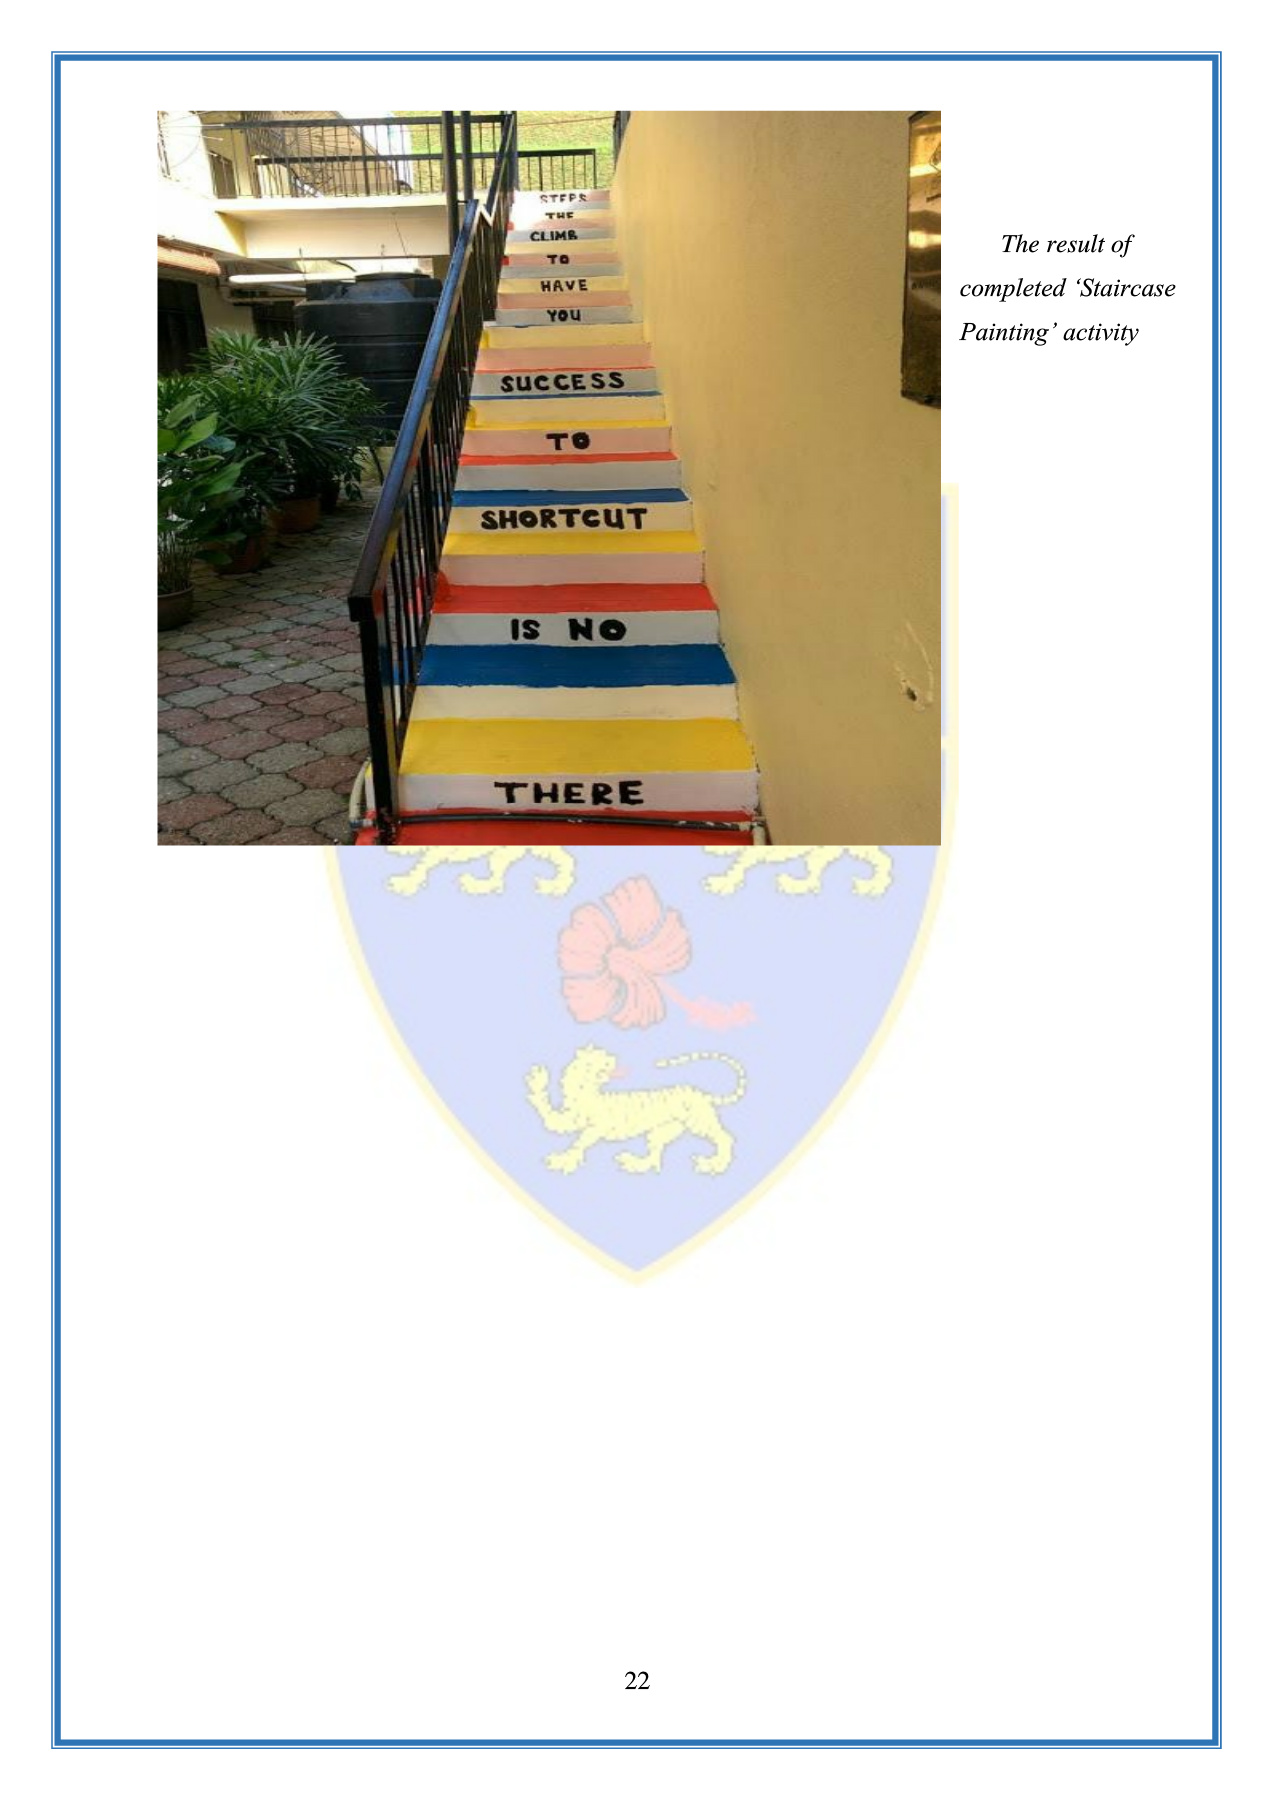 STEPS
THE
CLIMB
TO
HAVE
YOU
SUCCESS
TO
SHORTCUT
IS NO
THERE
The result of
completed ‘Staircase
Painting’ activity
22